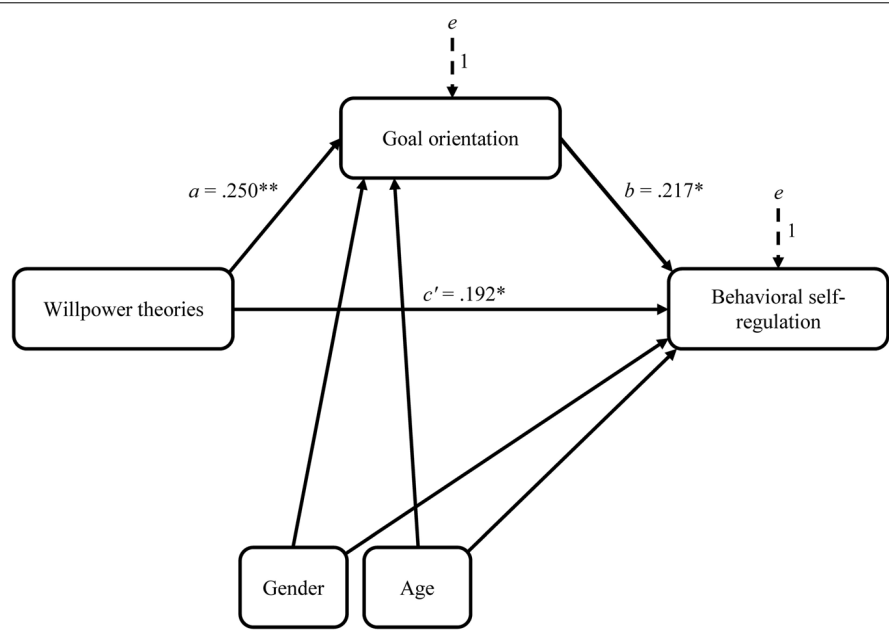 e
1
Goal orientation
a = .250**
b = .217*
e
1
Willpower theories
c′ = .192*
Behavioral self-
regulation
Gender
Age